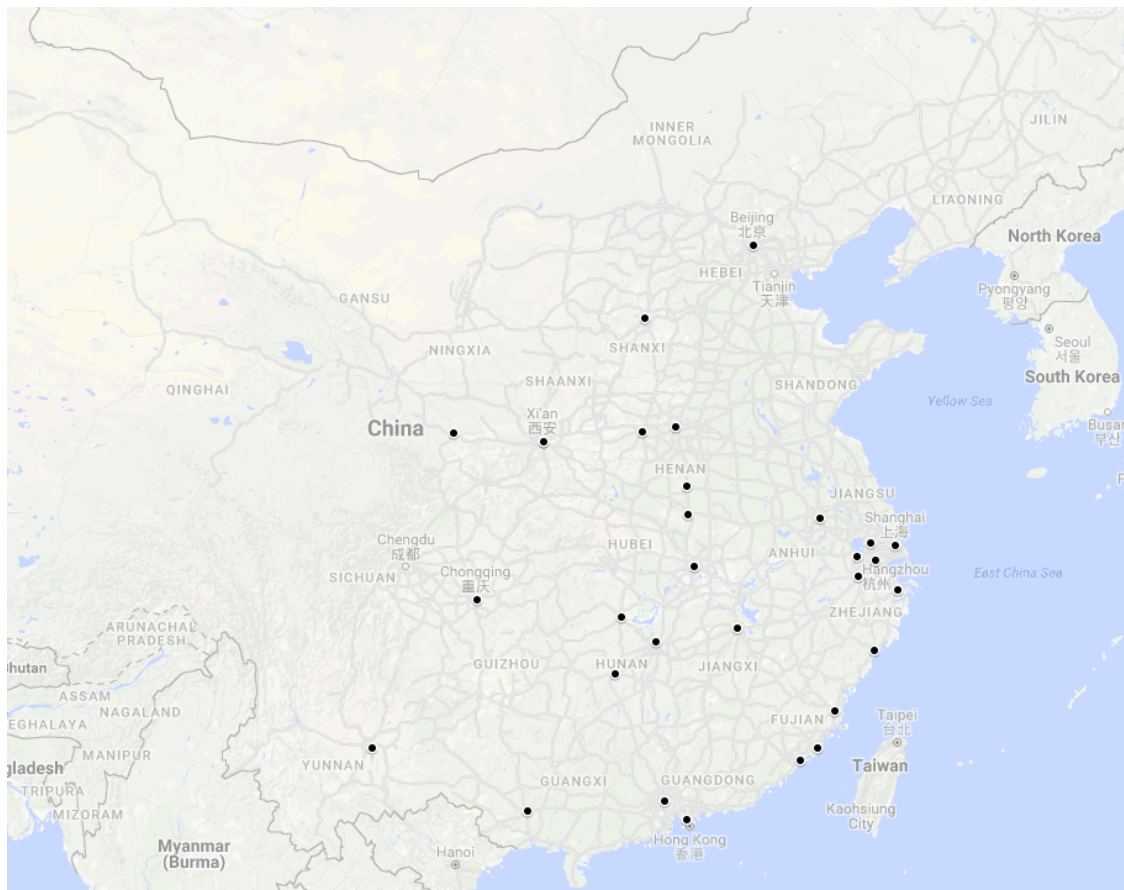 INNER
MONGOLIA
JILIN
LIAONING
Beijing
北京
North Korea
HEBEI
Tianjin
天津
Pyongyang
평양
GANSU
Seoul
서울
NINGXIA
SHANXI
SHAANXI
SHANDONG
South Korea
QINGHAI
Yellow Sea
Xi'an
西安
China
Busan
부산
HENAN
JIANGSU
Shanghai
上海
Chengdu
成都
HUBEI
ANHUI
SICHUAN
Chongqing
重庆
Hangzhou
杭州
East China Sea
ZHEJIANG
ARUNACHAL
PRADESH
Bhutan
GUIZHOU
HUNAN
JIANGXI
ASSAM
NAGALAND
EGHALAYA
FUJIAN
Taipei
台北
MANIPUR
gladesh
YUNNAN
Taiwan
TRIPURA
GUANGXI
GUANGDONG
MIZORAM
Kaohsiung
City
Hong Kong
香港
Myanmar
(Burma)
Hanoi